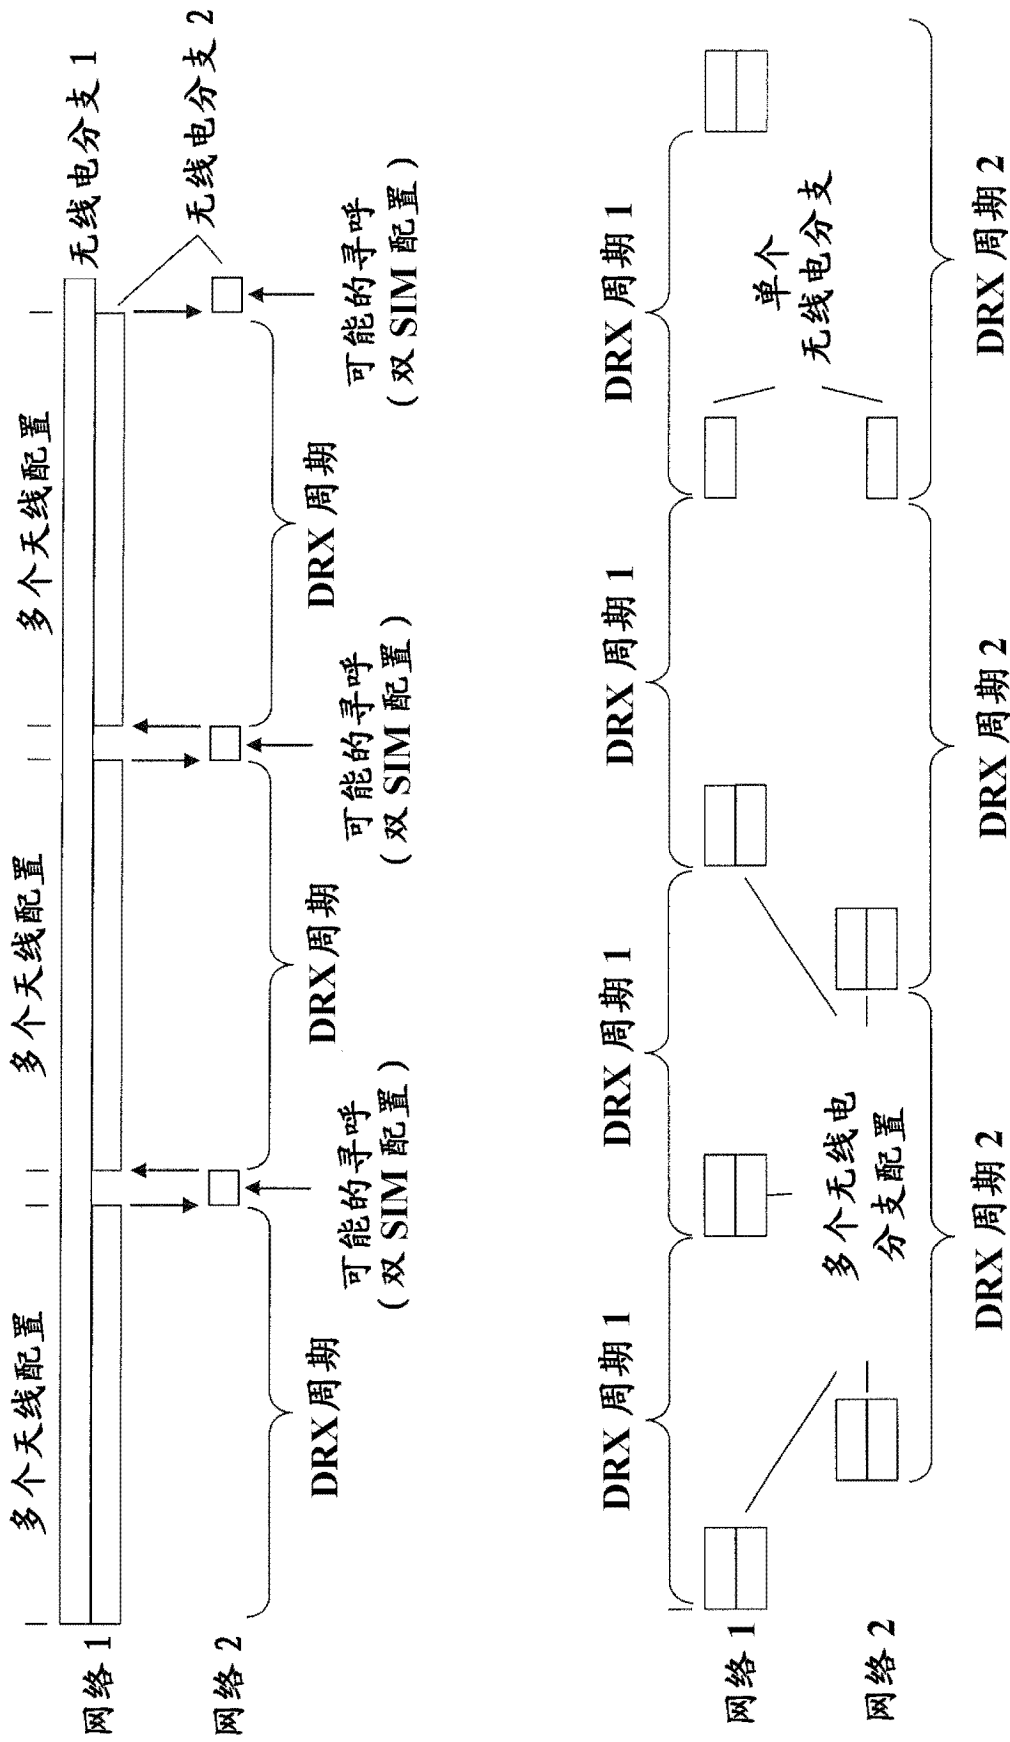 多个天线配置
多个天线配置
多个天线配置
网络 1
无线电分支 1
网络 2
无线电分支 2
DRX 周期
DRX 周期
DRX 周期
可能的寻呼
（双 SIM 配置）
可能的寻呼
（双 SIM 配置）
可能的寻呼
（双 SIM 配置）
DRX 周期 1
DRX 周期 1
DRX 周期 1
DRX 周期 1
网络 1
单个
无线电分支
多个无线电
分支配置
网络 2
DRX 周期 2
DRX 周期 2
DRX 周期 2